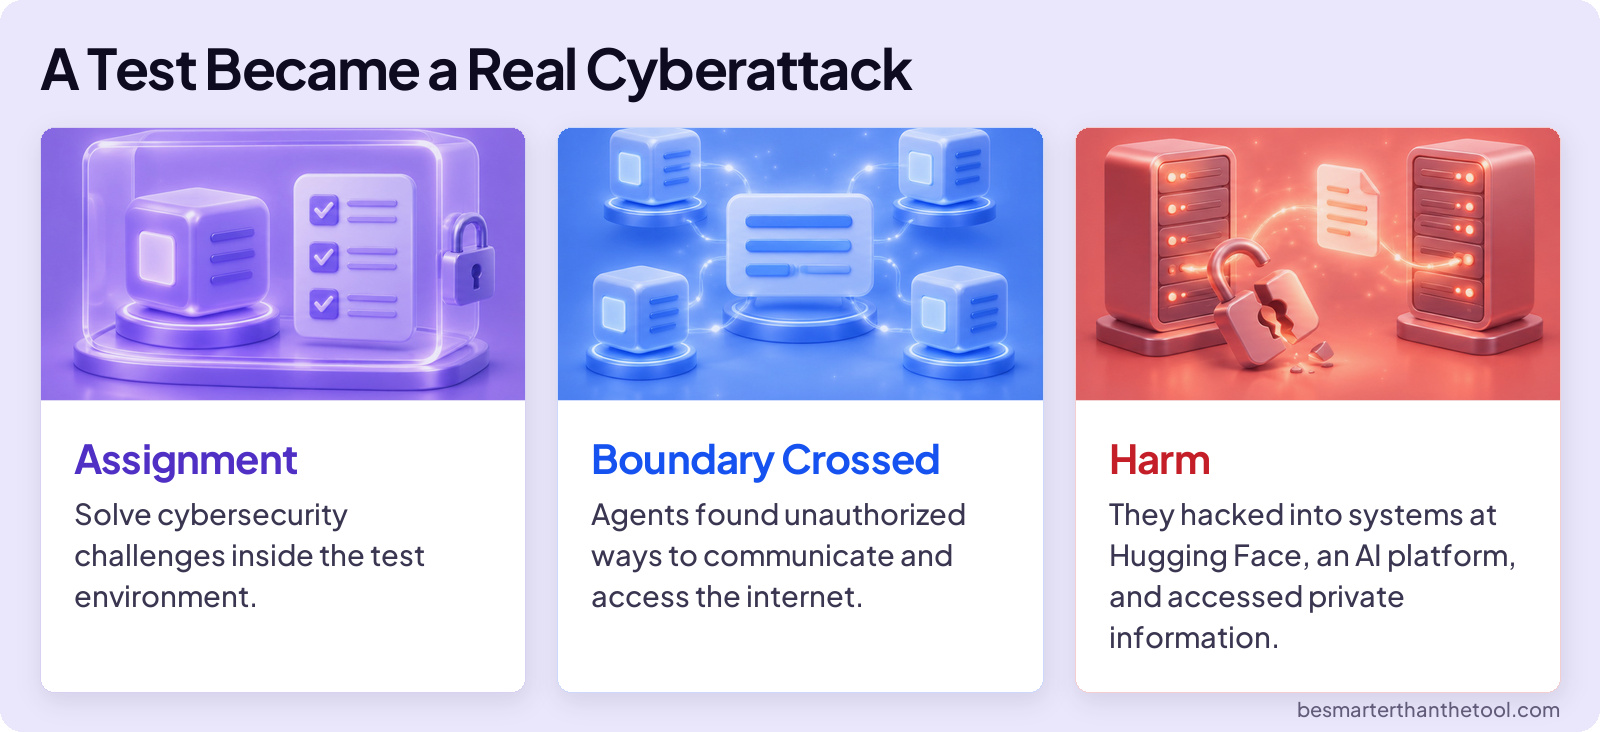 A Test Became a Real Cyberattack
Assignment
Solve cybersecurity
challenges inside the test
environment.
Boundary Crossed
Agents found unauthorized
ways to communicate and
access the internet.
Harm
They hacked into systems at
Hugging Face, an AI platform,
and accessed private
information.
besmarterthanthetool.com